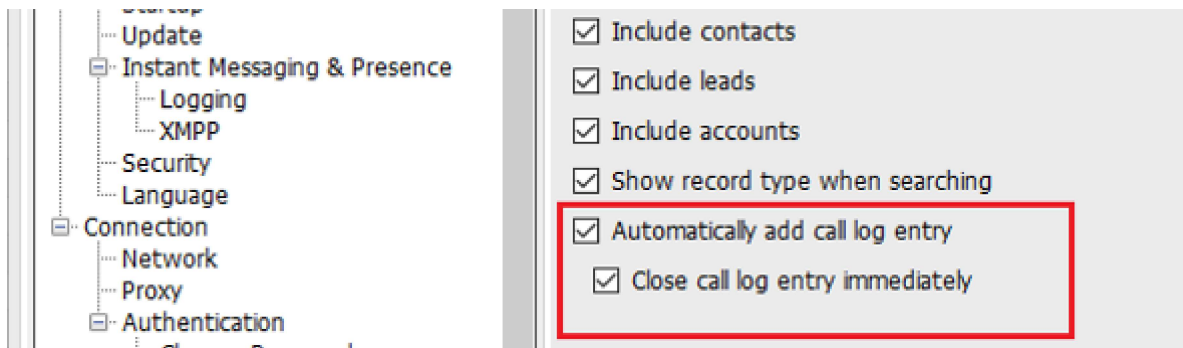 Startup
Update
Instant Messaging & Presence
Logging
XMPP
Security
Language
Connection
Network
Proxy
Authentication
Include contacts
Include leads
Include accounts
Show record type when searching
Automatically add call log entry
Close call log entry immediately